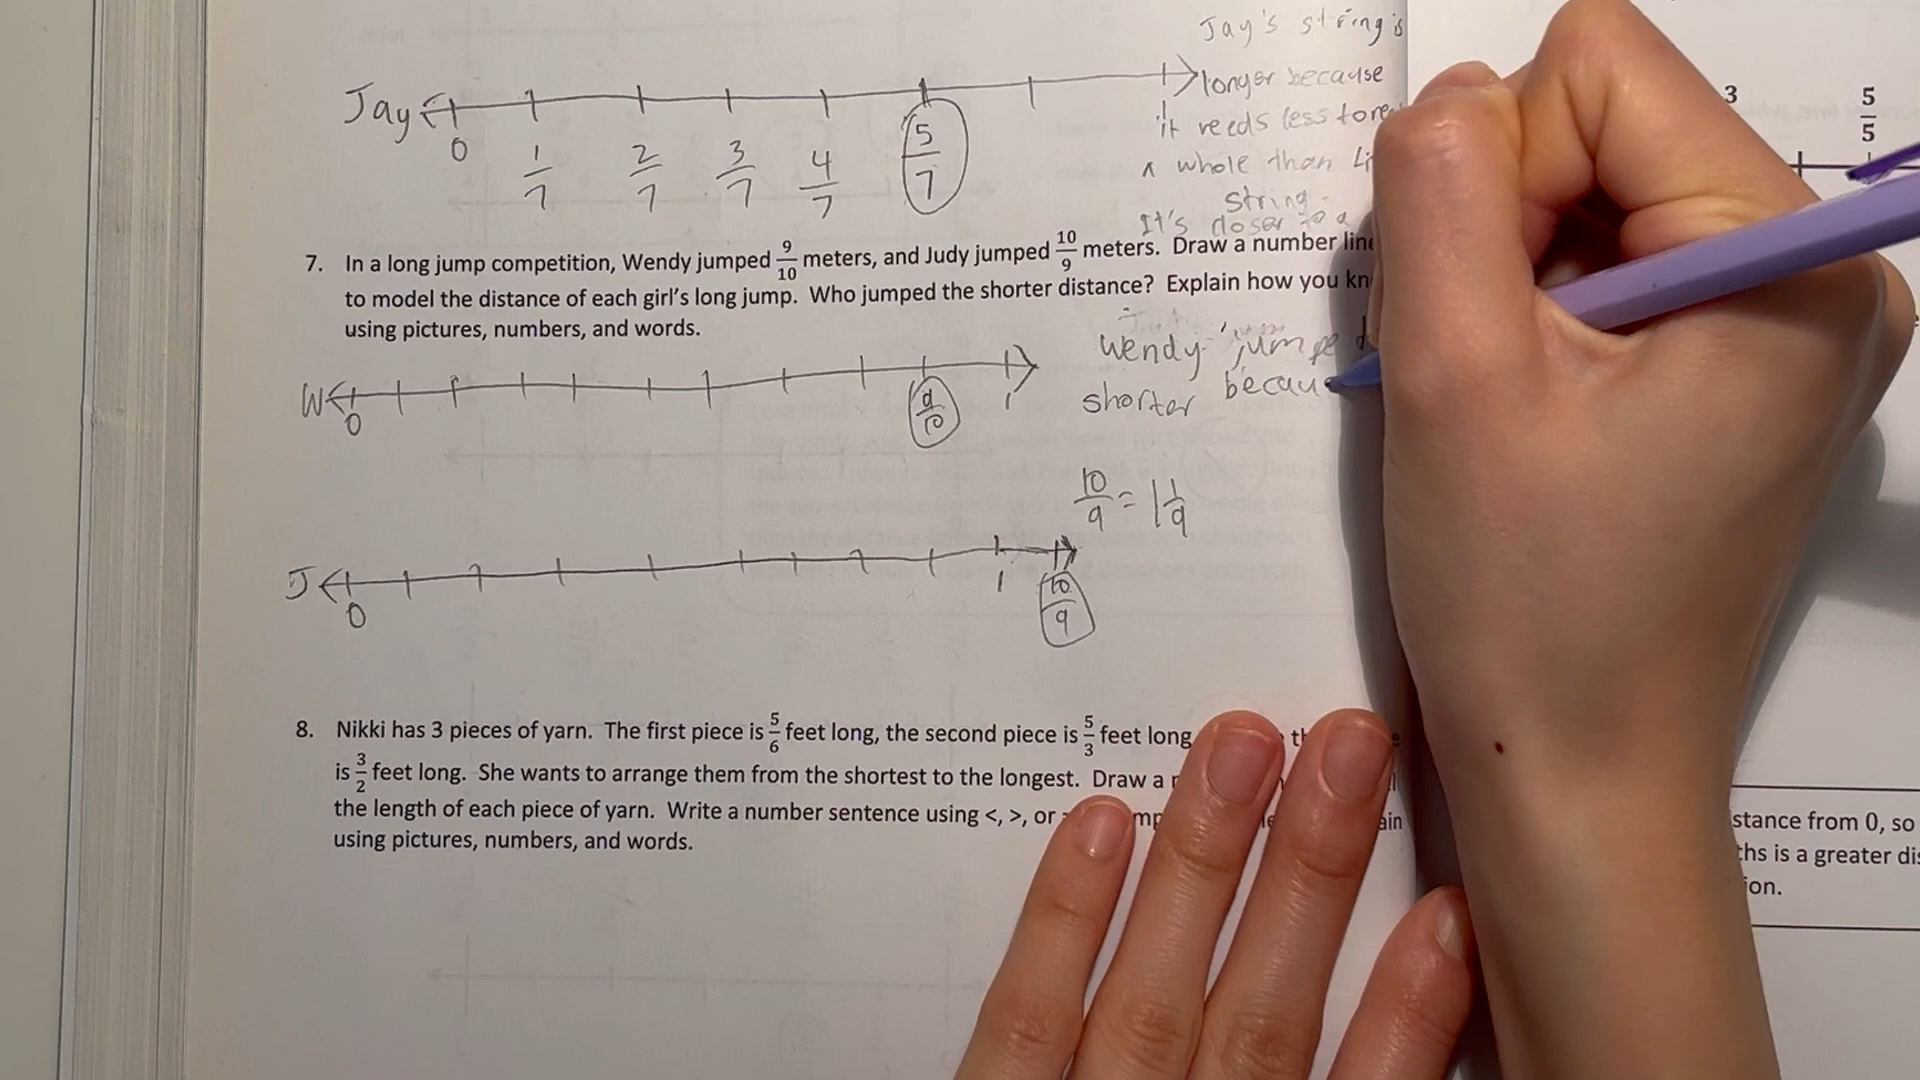 Jay's string is
Jay
longer because
it needs less to
a whole than
string.
It's closer to a
0 1/7 2/7 3/7 4/7 5/7 1
7. In a long jump competition, Wendy jumped 9/10 meters, and Judy jumped 10/9 meters. Draw a number line
to model the distance of each girl's long jump. Who jumped the shorter distance? Explain how you
using pictures, numbers, and words.
Wendy jumped
shorter
W
0 9/10 1
10/9 = 1 1/9
J
0 1 10/9
8. Nikki has 3 pieces of yarn. The first piece is 5/6 feet long, the second piece is 5/3 feet long
is 3/2 feet long. She wants to arrange them from the shortest to the longest. Draw a
the length of each piece of yarn. Write a number sentence using <, >, or
using pictures, numbers, and words.
3 5/5
stance from 0, so
ths is a greater
ion.